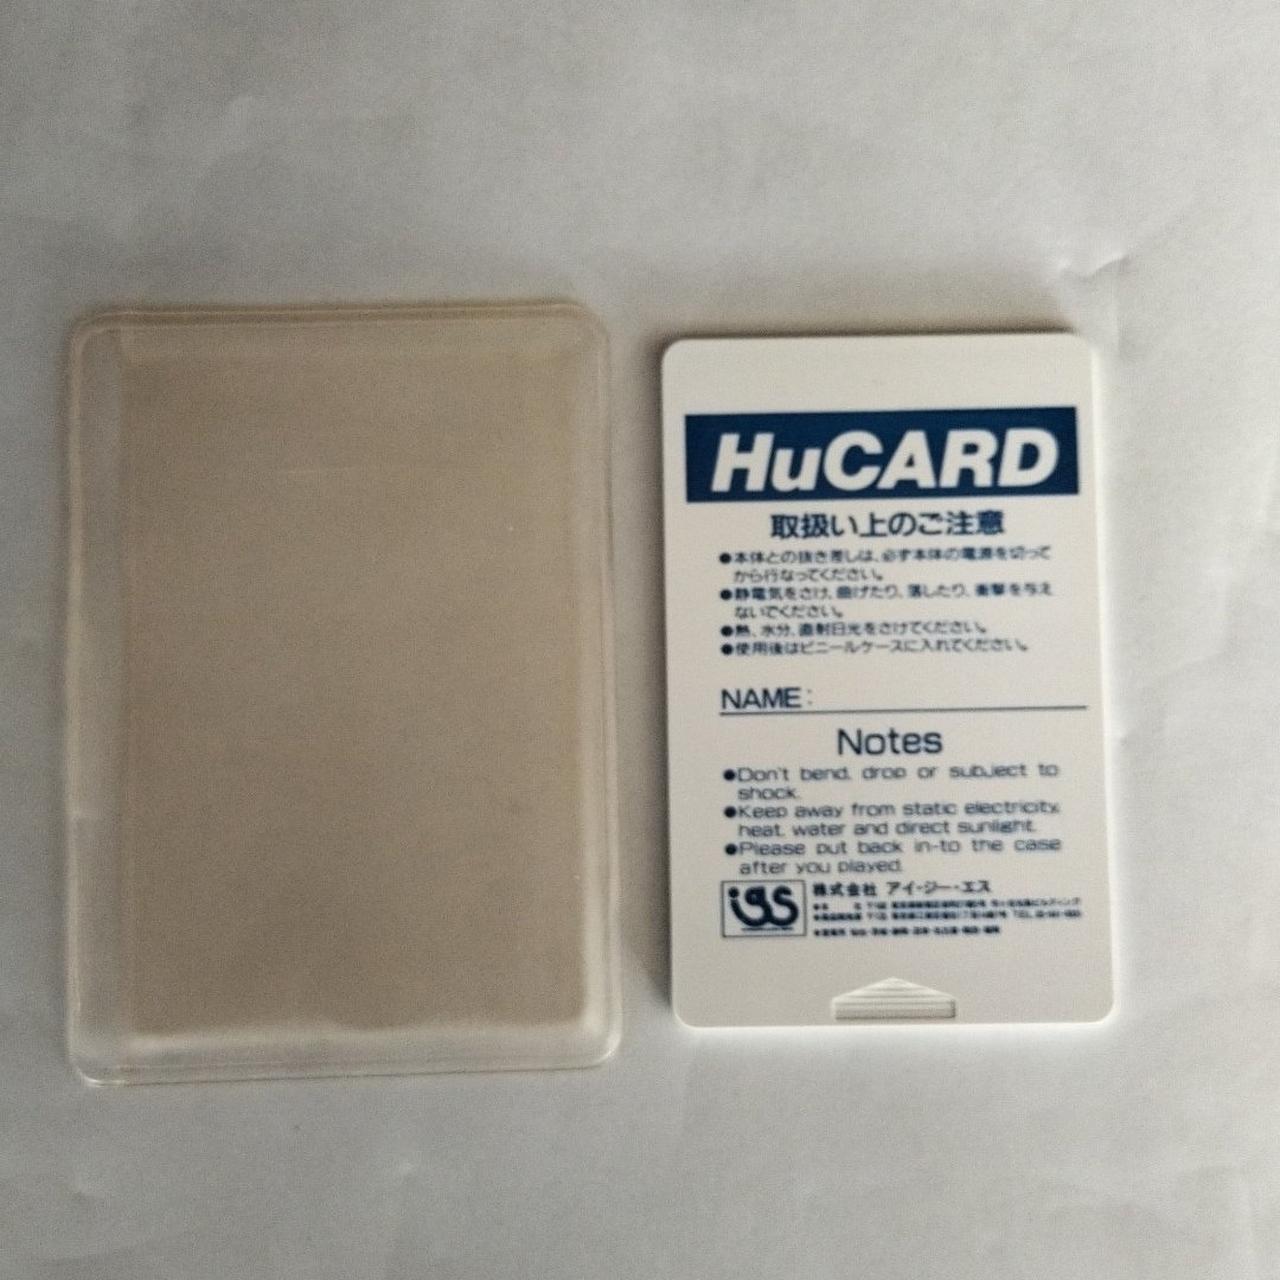 HuCARD
取扱い上のご注意
●本体との抜き差しは、必ず本体の電源を切って
から行なってください。
●静電気をさけ、曲げたり、落したり、衝撃を与え
ないでください。
●熱、水分、直射日光をさけてください。
●使用後はビニールケースに入れてください。
NAME:
Notes
●Don't bend, drop or subject to
shock.
●Keep away from static electricity,
heat, water and direct sunlight.
●Please put back in-to the case
after you played.
igs
株式会社 アイ・ジー・エス